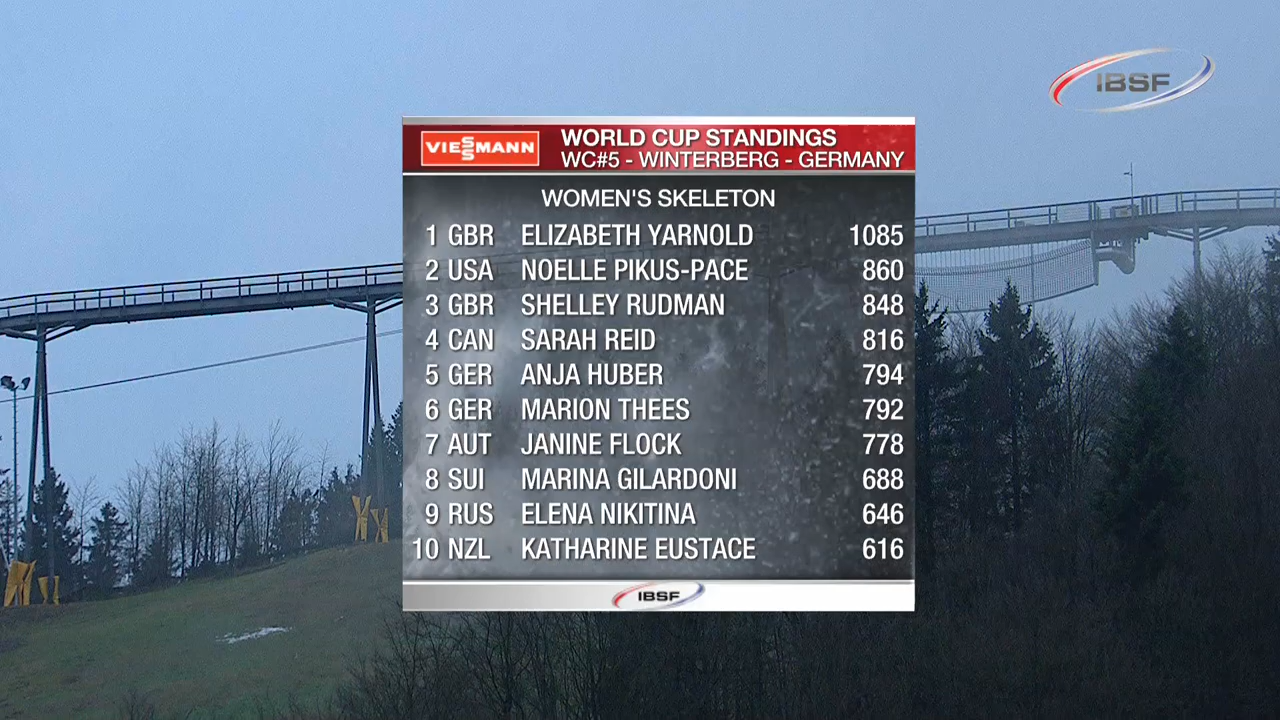 IBSF
VIESSMANN
WORLD CUP STANDINGS
WC#5 - WINTERBERG - GERMANY
WOMEN'S SKELETON
1 GBR ELIZABETH YARNOLD 1085
2 USA NOELLE PIKUS-PACE 860
3 GBR SHELLEY RUDMAN 848
4 CAN SARAH REID 816
5 GER ANJA HUBER 794
6 GER MARION THEES 792
7 AUT JANINE FLOCK 778
8 SUI MARINA GILARDONI 688
9 RUS ELENA NIKITINA 646
10 NZL KATHARINE EUSTACE 616
IBSF